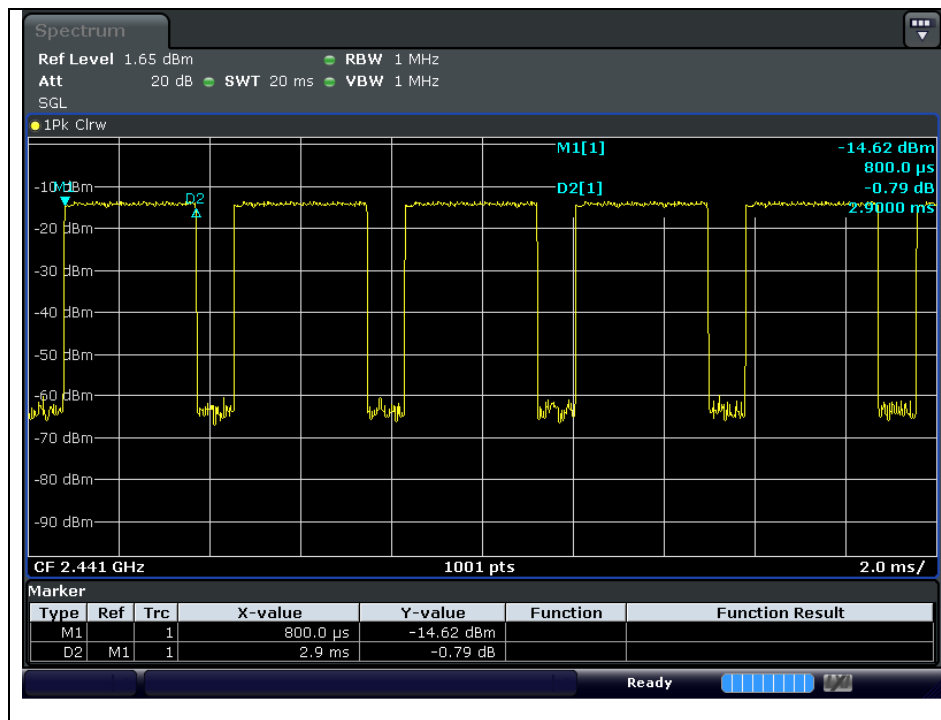 Spectrum
Ref Level 1.65 dBm RBW 1 MHz
Att 20 dB SWT 20 ms VBW 1 MHz
SGL
1Pk Clrw
M1[1] -14.62 dBm
800.0 µs
D2[1] -0.79 dB
2.9000 ms
M1
D2
-10 dBm
-20 dBm
-30 dBm
-40 dBm
-50 dBm
-60 dBm
-70 dBm
-80 dBm
-90 dBm
CF 2.441 GHz 1001 pts 2.0 ms/
Marker
Type Ref Trc X-value Y-value Function Function Result
M1 1 800.0 µs -14.62 dBm
D2 M1 1 2.9 ms -0.79 dB
Ready